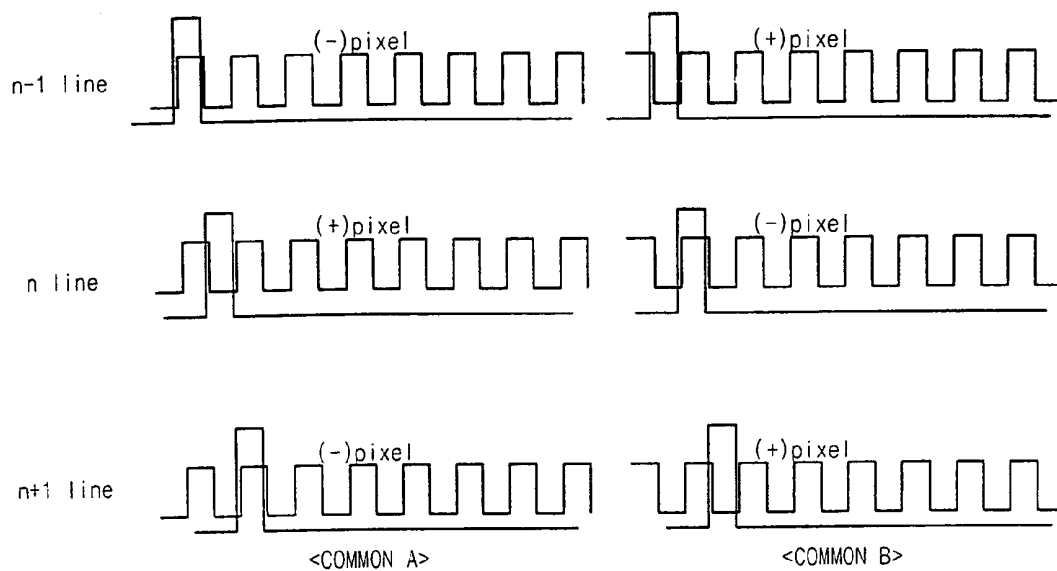 (-)pixel (+)pixel
n-1 line
(+)pixel (-)pixel
n line
(-)pixel (+)pixel
n+1 line
<COMMON A> <COMMON B>